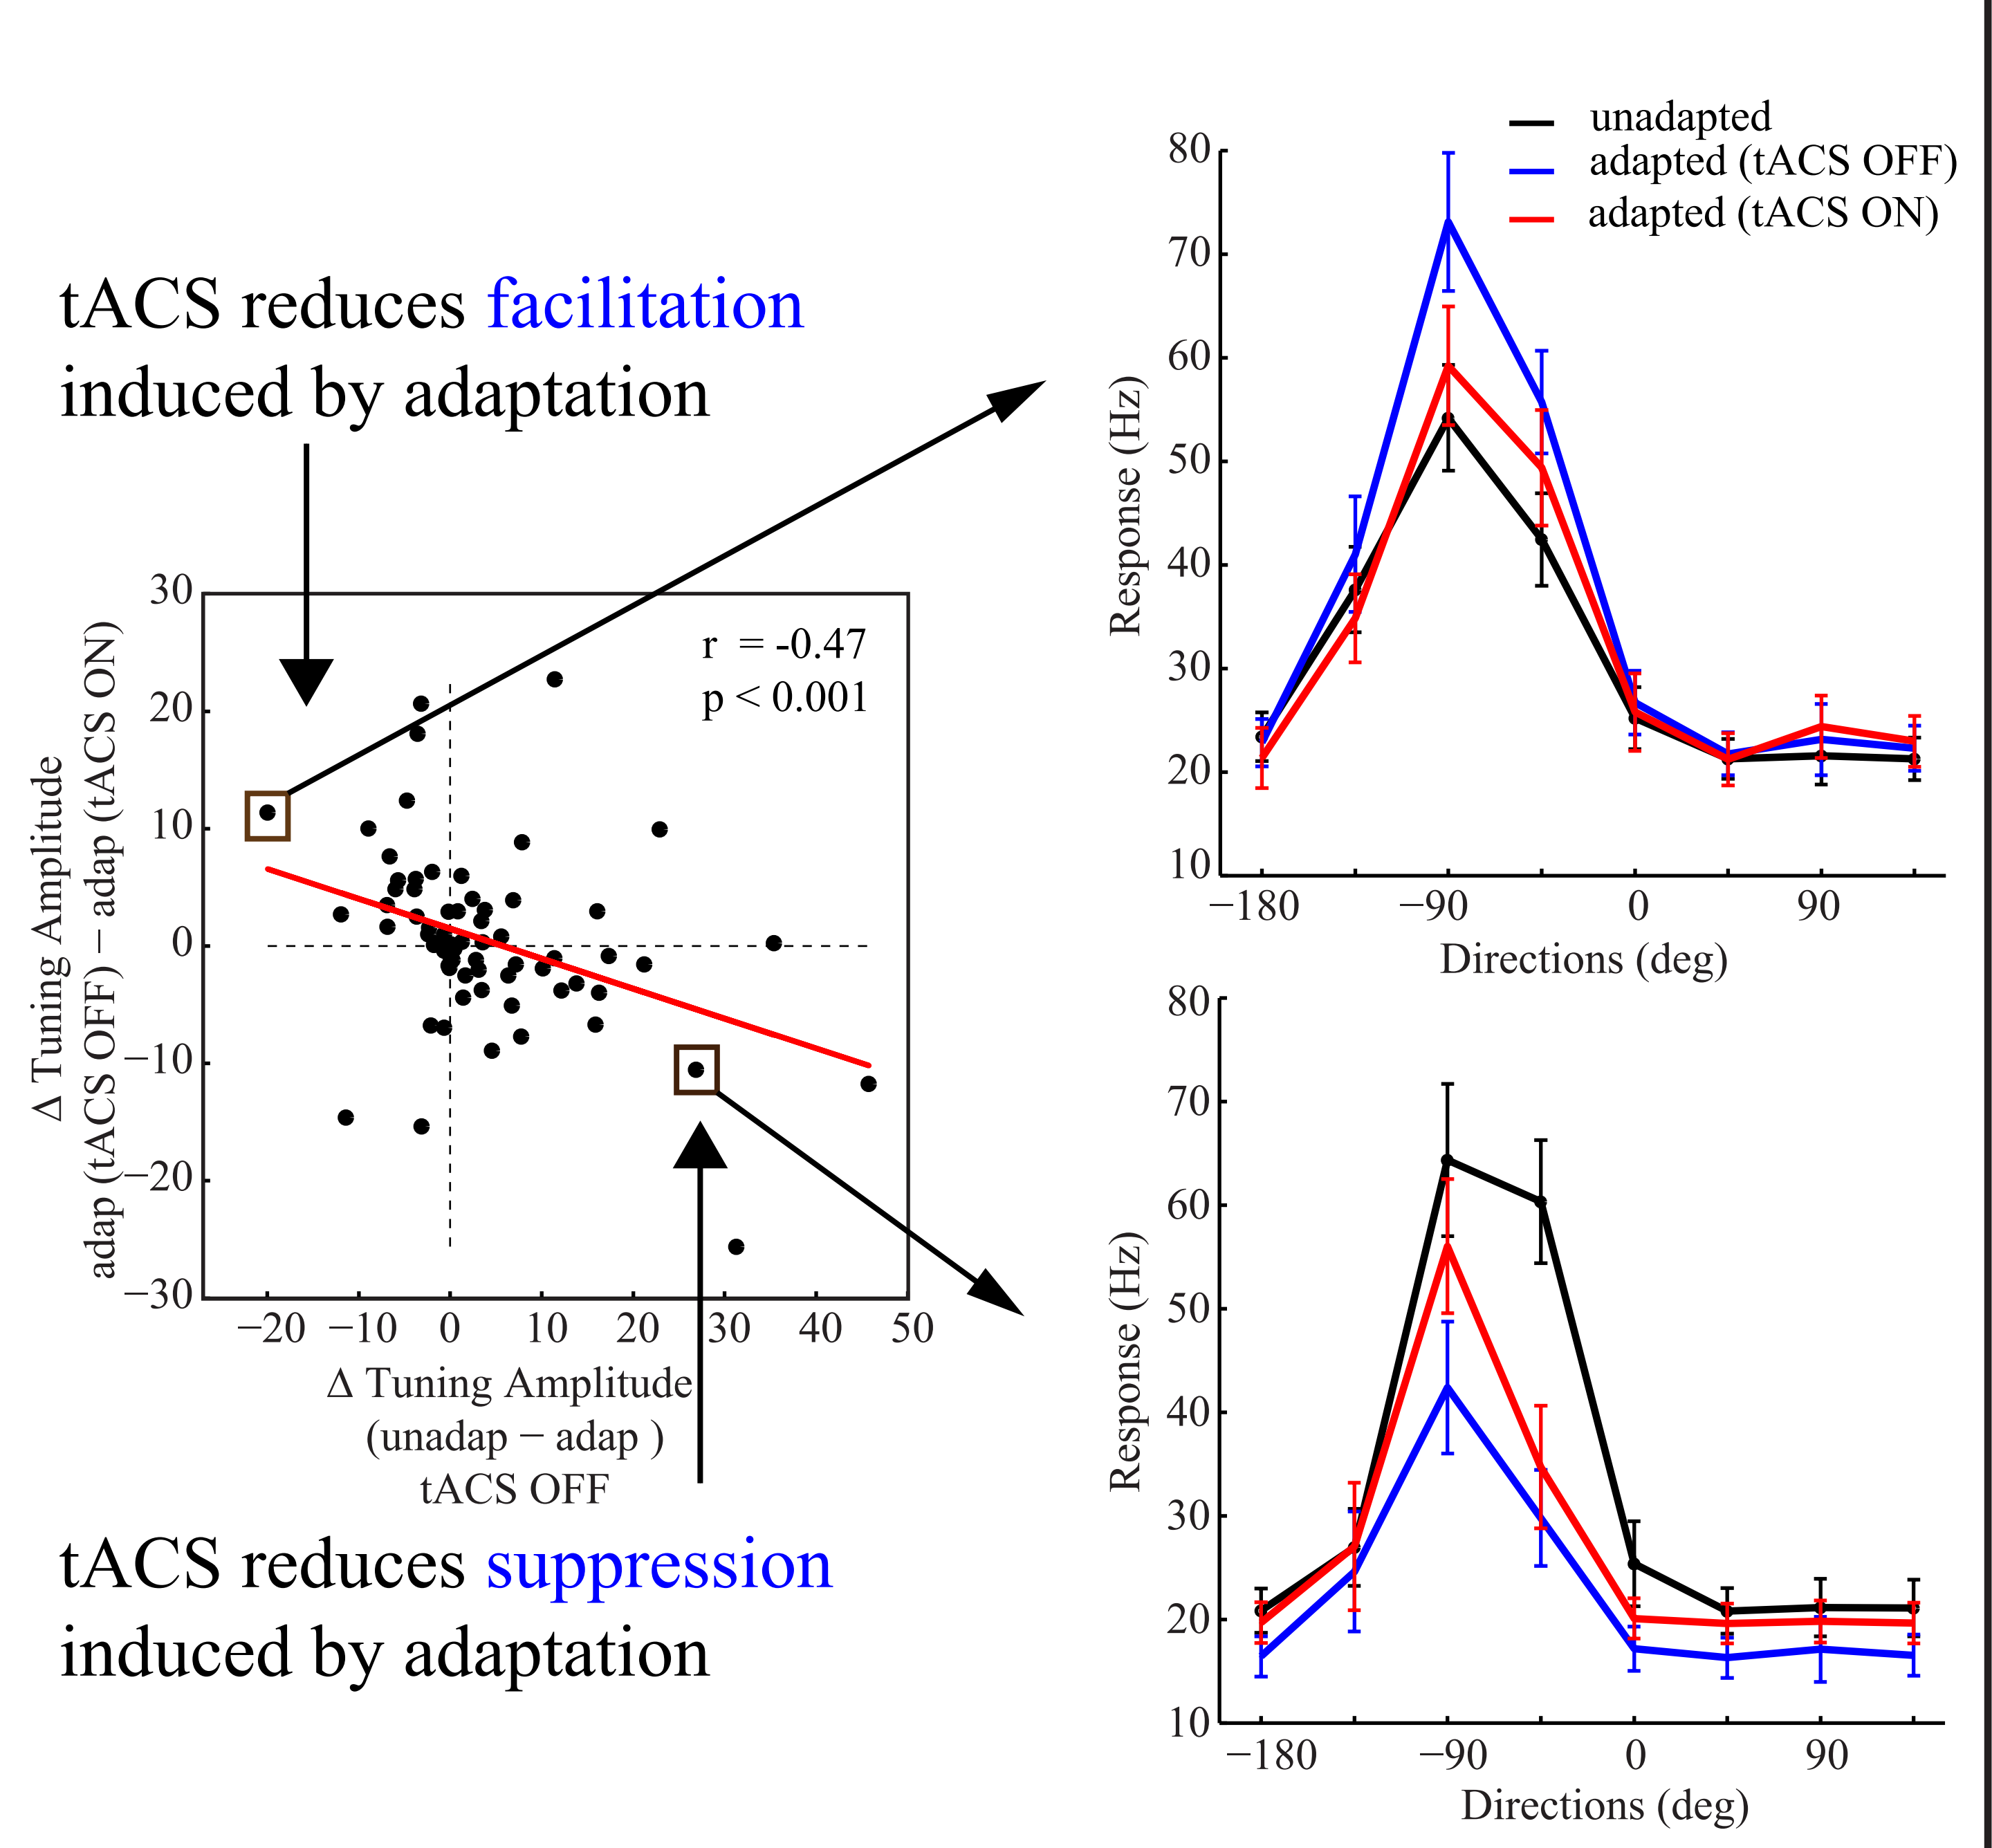 unadapted
adapted (tACS OFF)
adapted (tACS ON)
tACS reduces facilitation
induced by adaptation
r = -0.47
p < 0.001
30
20
10
0
−10
−20
−30
Δ Tuning Amplitude
adap (tACS OFF) − adap (tACS ON)
−20 −10 0 10 20 30 40 50
Δ Tuning Amplitude
(unadap − adap )
tACS OFF
tACS reduces suppression
induced by adaptation
80
70
60
50
40
30
20
10
Response (Hz)
−180 −90 0 90
Directions (deg)
80
70
60
50
40
30
20
10
Response (Hz)
−180 −90 0 90
Directions (deg)